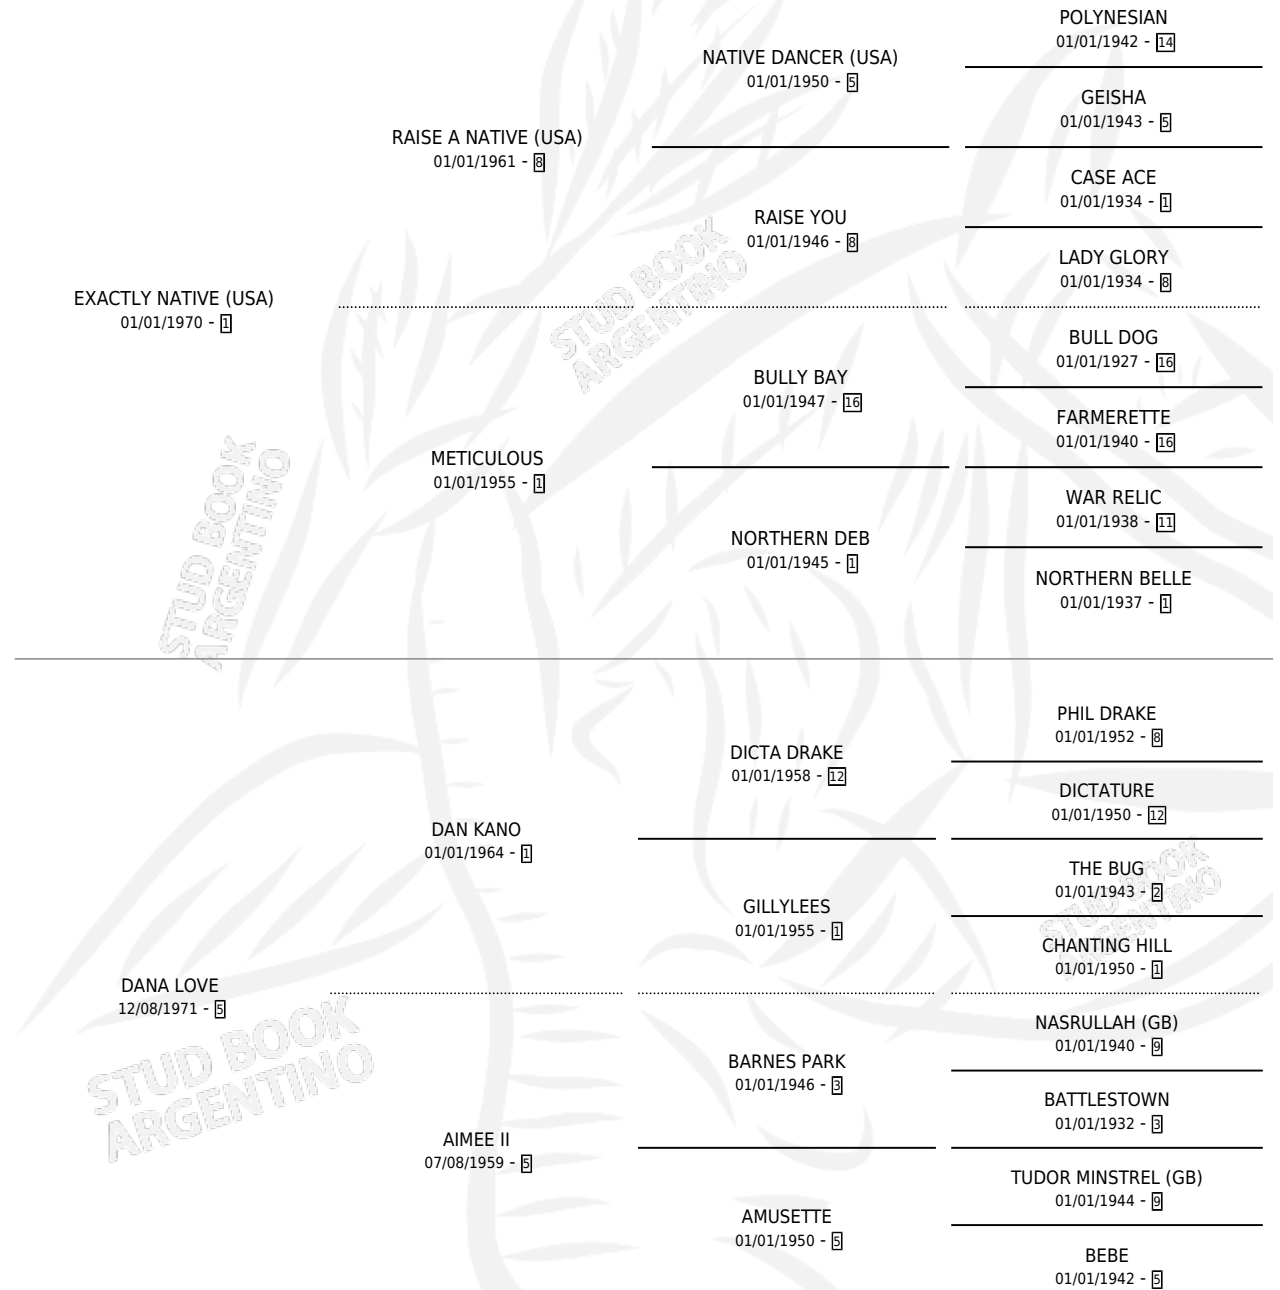 POLYNESIAN
01/01/1942 - 14
NATIVE DANCER (USA)
01/01/1950 - 5
GEISHA
01/01/1943 - 5
RAISE A NATIVE (USA)
01/01/1961 - 8
CASE ACE
01/01/1934 - 1
RAISE YOU
01/01/1946 - 8
LADY GLORY
01/01/1934 - 8
EXACTLY NATIVE (USA)
01/01/1970 - 1
BULL DOG
01/01/1927 - 16
BULLY BAY
01/01/1947 - 16
FARMERETTE
01/01/1940 - 16
METICULOUS
01/01/1955 - 1
WAR RELIC
01/01/1938 - 11
NORTHERN DEB
01/01/1945 - 1
NORTHERN BELLE
01/01/1937 - 1
PHIL DRAKE
01/01/1952 - 8
DICTA DRAKE
01/01/1958 - 12
DICTATURE
01/01/1950 - 12
DAN KANO
01/01/1964 - 1
THE BUG
01/01/1943 - 2
GILLYLEES
01/01/1955 - 1
CHANTING HILL
01/01/1950 - 1
DANA LOVE
12/08/1971 - 5
NASRULLAH (GB)
01/01/1940 - 9
BARNES PARK
01/01/1946 - 3
BATTLESTOWN
01/01/1932 - 3
AIMEE II
07/08/1959 - 5
TUDOR MINSTREL (GB)
01/01/1944 - 9
AMUSETTE
01/01/1950 - 5
BEBE
01/01/1942 - 5
STUD BOOK
ARGENTINO
STUD BOOK
ARGENTINO
STUD BOOK
ARGENTINO
STUD BOOK
ARGENTINO